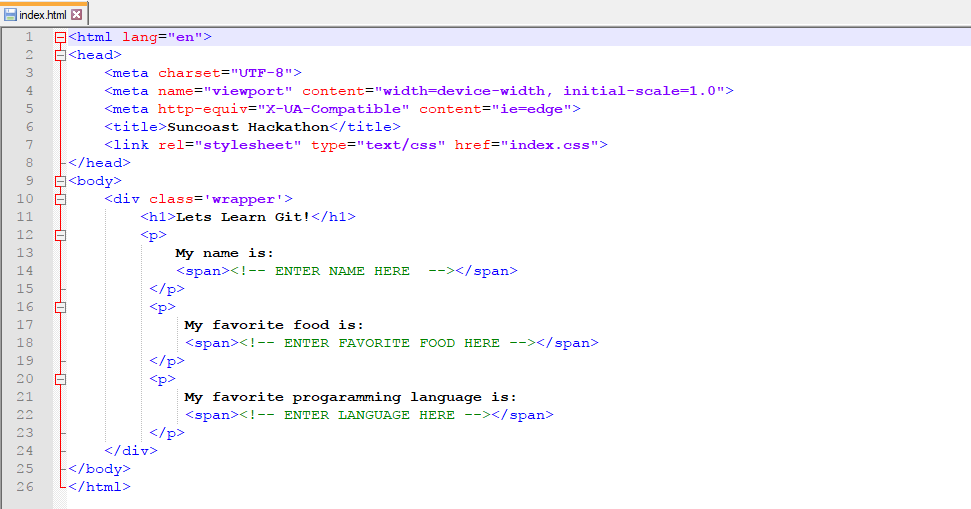 index.html
1 <html lang="en">
2 <head>
3 <meta charset="UTF-8">
4 <meta name="viewport" content="width=device-width, initial-scale=1.0">
5 <meta http-equiv="X-UA-Compatible" content="ie=edge">
6 <title>Suncoast Hackathon</title>
7 <link rel="stylesheet" type="text/css" href="index.css">
8 </head>
9 <body>
10 <div class='wrapper'>
11 <h1>Lets Learn Git!</h1>
12 <p>
13 My name is:
14 <span><!-- ENTER NAME HERE  --></span>
15 </p>
16 <p>
17 My favorite food is:
18 <span><!-- ENTER FAVORITE FOOD HERE --></span>
19 </p>
20 <p>
21 My favorite progaramming language is:
22 <span><!-- ENTER LANGUAGE HERE --></span>
23 </p>
24 </div>
25 </body>
26 </html>